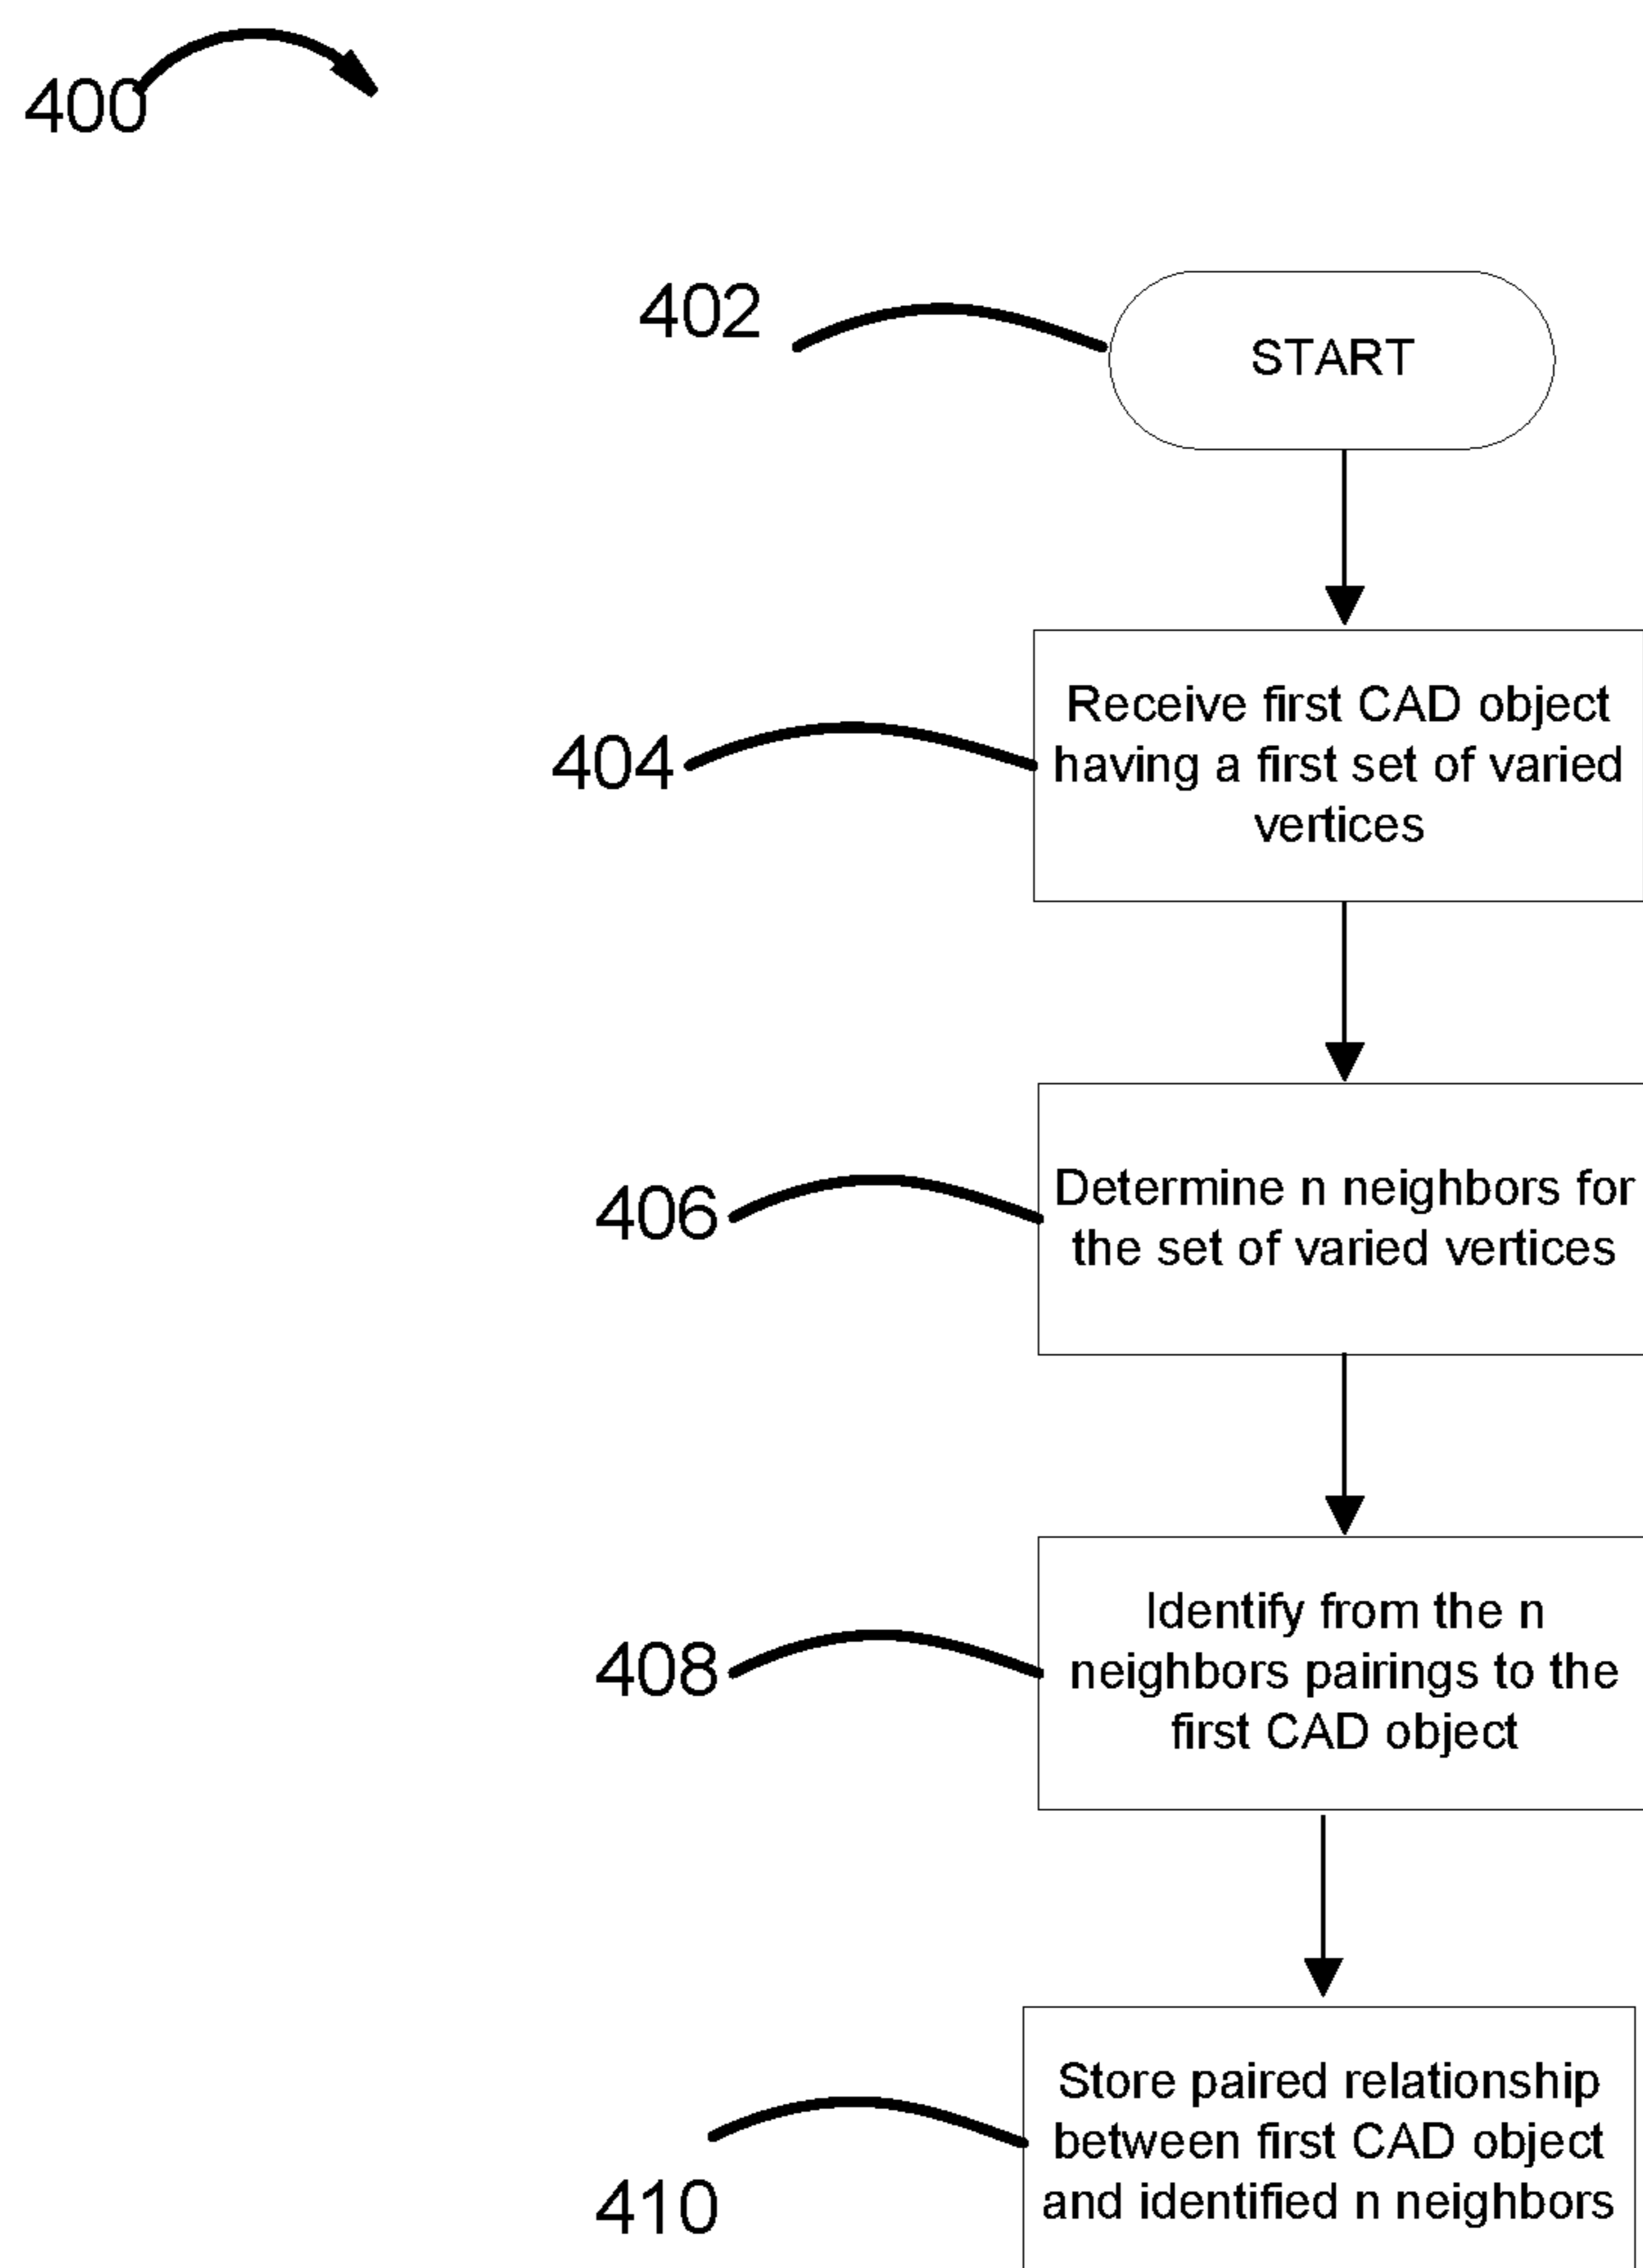 400
402
START
404
Receive first CAD object
having a first set of varied
vertices
406
Determine n neighbors for
the set of varied vertices
408
Identify from the n
neighbors pairings to the
first CAD object
410
Store paired relationship
between first CAD object
and identified n neighbors